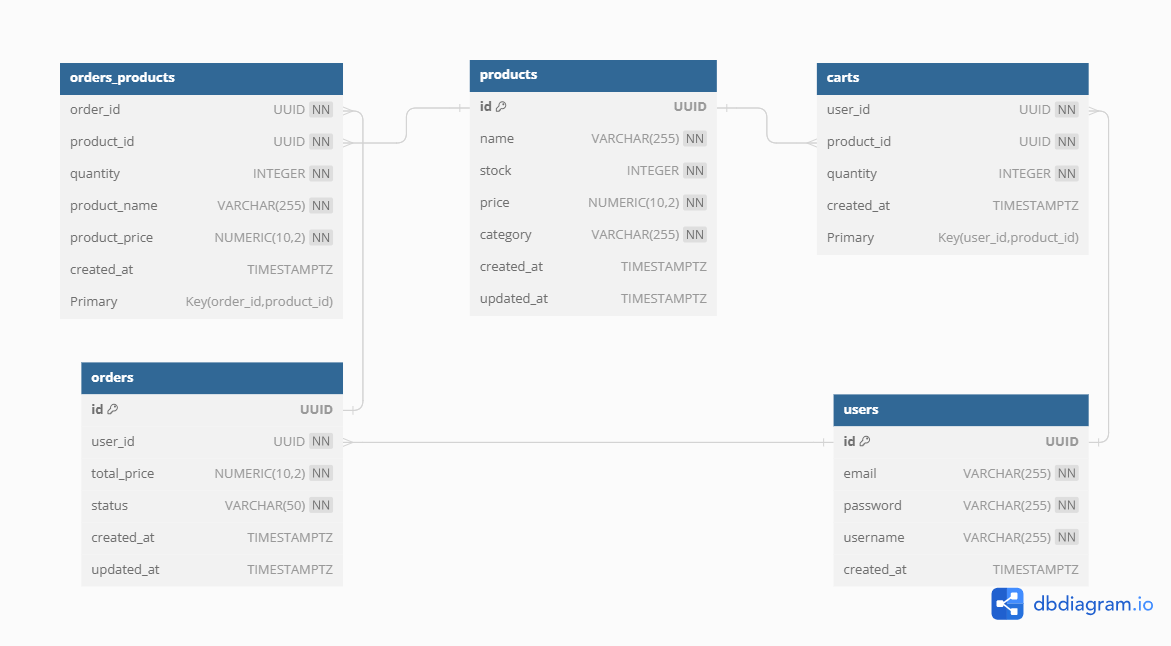 orders_products
order_id UUID NN
product_id UUID NN
quantity INTEGER NN
product_name VARCHAR(255) NN
product_price NUMERIC(10,2) NN
created_at TIMESTAMPTZ
Primary Key(order_id,product_id)
products
id UUID
name VARCHAR(255) NN
stock INTEGER NN
price NUMERIC(10,2) NN
category VARCHAR(255) NN
created_at TIMESTAMPTZ
updated_at TIMESTAMPTZ
carts
user_id UUID NN
product_id UUID NN
quantity INTEGER NN
created_at TIMESTAMPTZ
Primary Key(user_id,product_id)
orders
id UUID
user_id UUID NN
total_price NUMERIC(10,2) NN
status VARCHAR(50) NN
created_at TIMESTAMPTZ
updated_at TIMESTAMPTZ
users
id UUID
email VARCHAR(255) NN
password VARCHAR(255) NN
username VARCHAR(255) NN
created_at TIMESTAMPTZ
dbdiagram.io